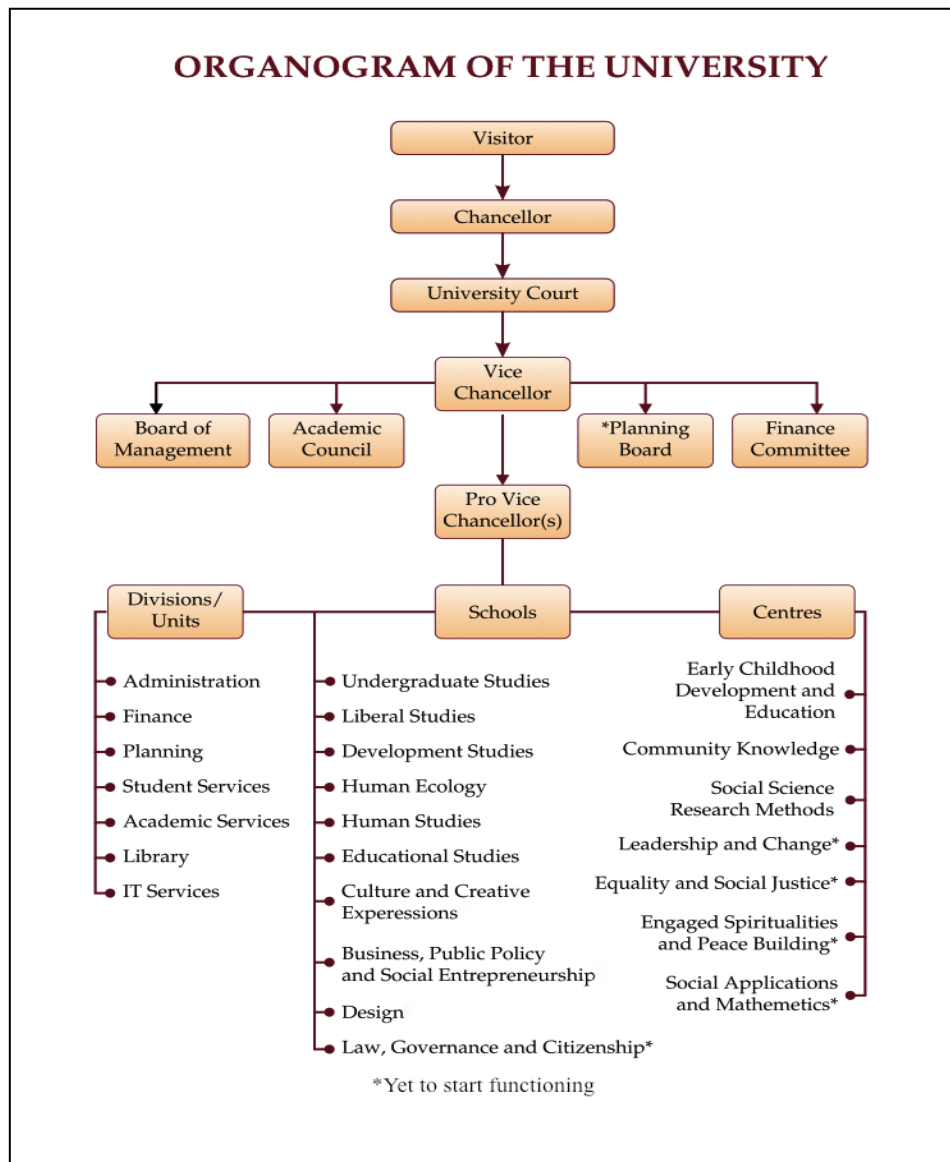 ORGANOGRAM OF THE UNIVERSITY
Visitor
Chancellor
University Court
Vice
Chancellor
Board of
Management
Academic
Council
*Planning
Board
Finance
Committee
Pro Vice
Chancellor(s)
Divisions/
Units
Administration
Finance
Planning
Student Services
Academic Services
Library
IT Services
Schools
Undergraduate Studies
Liberal Studies
Development Studies
Human Ecology
Human Studies
Educational Studies
Culture and Creative
Experessions
Business, Public Policy
and Social Entrepreneurship
Design
Law, Governance and Citizenship*
Centres
Early Childhood
Development and
Education
Community Knowledge
Social Science
Research Methods
Leadership and Change*
Equality and Social Justice*
Engaged Spiritualities
and Peace Building*
Social Applications
and Mathemetics*
*Yet to start functioning